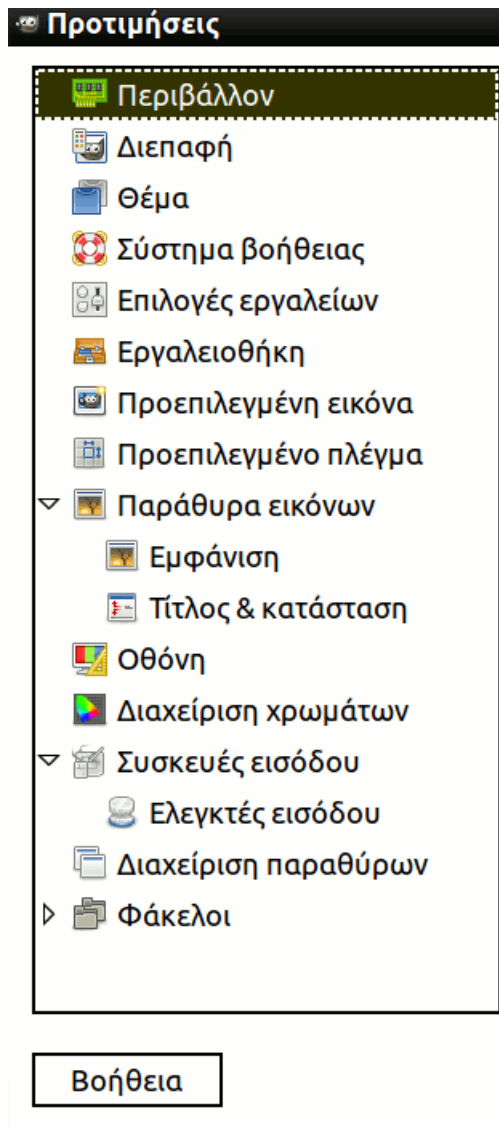 Προτιμήσεις
Περιβάλλον
Διεπαφή
Θέμα
Σύστημα βοήθειας
Επιλογές εργαλείων
Εργαλειοθήκη
Προεπιλεγμένη εικόνα
Προεπιλεγμένο πλέγμα
Παράθυρα εικόνων
Εμφάνιση
Τίτλος & κατάσταση
Οθόνη
Διαχείριση χρωμάτων
Συσκευές εισόδου
Ελεγκτές εισόδου
Διαχείριση παραθύρων
Φάκελοι
Βοήθεια